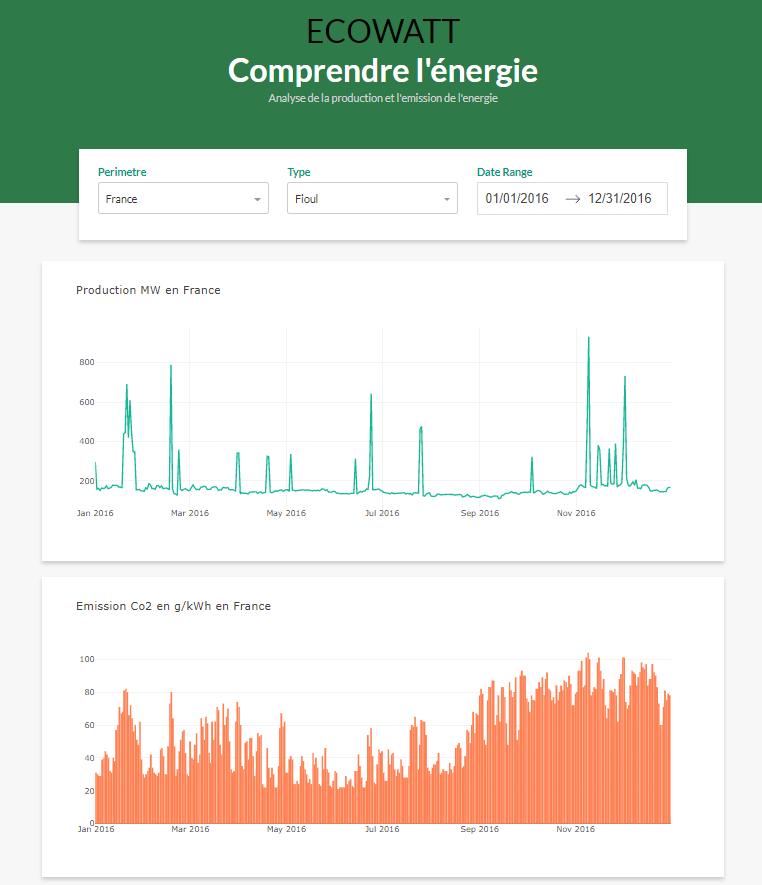 ECOWATT
Comprendre l'énergie
Analyse de la production et l'emission de l'energie
Perimetre Type Date Range
France Fioul 01/01/2016 → 12/31/2016
Production MW en France
800
600
400
200
Jan 2016 Mar 2016 May 2016 Jul 2016 Sep 2016 Nov 2016
Emission Co2 en g/kWh en France
100
80
60
40
20
0
Jan 2016 Mar 2016 May 2016 Jul 2016 Sep 2016 Nov 2016